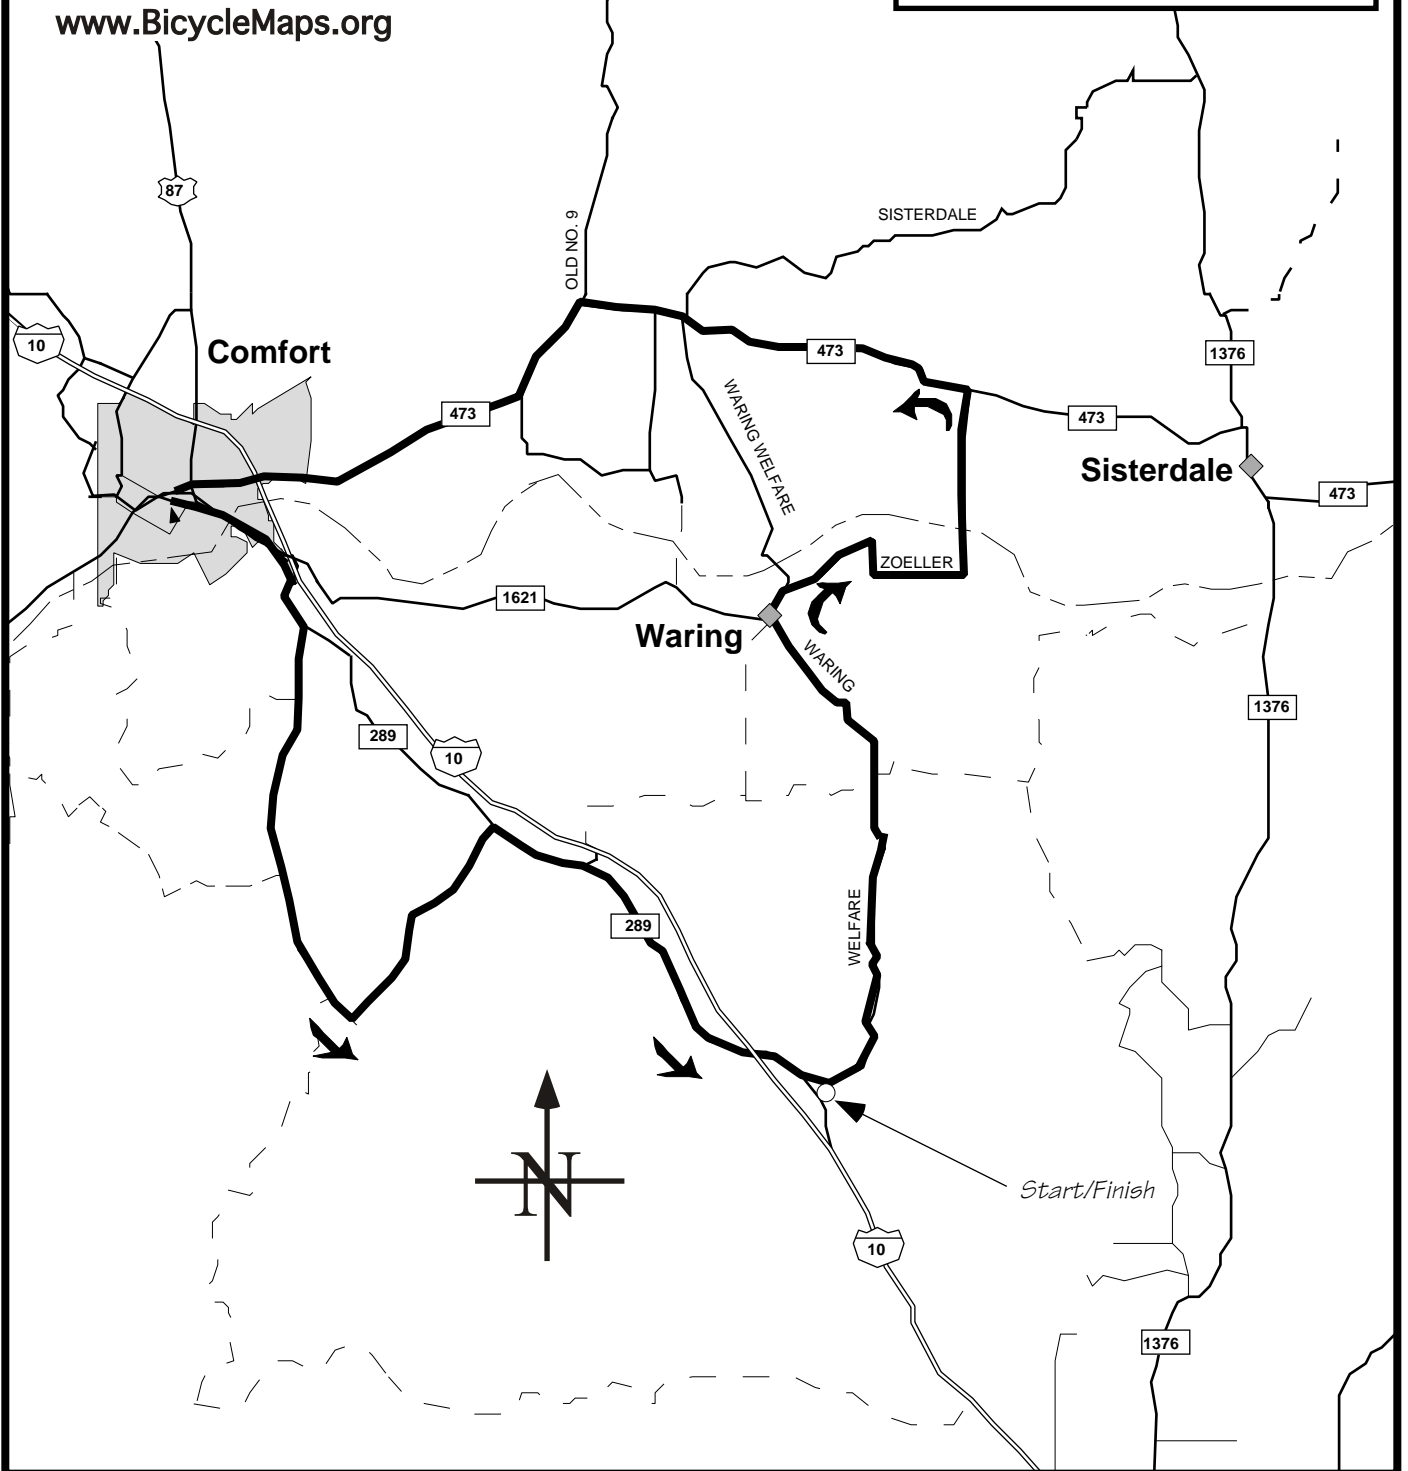 www.BicycleMaps.org
87
OLD NO. 9
SISTERDALE
10
Comfort
473
1376
WARING WELFARE
473
473
Sisterdale
473
ZOELLER
1621
Waring
WARING
1376
289
10
WELFARE
289
N
Start/Finish
10
1376